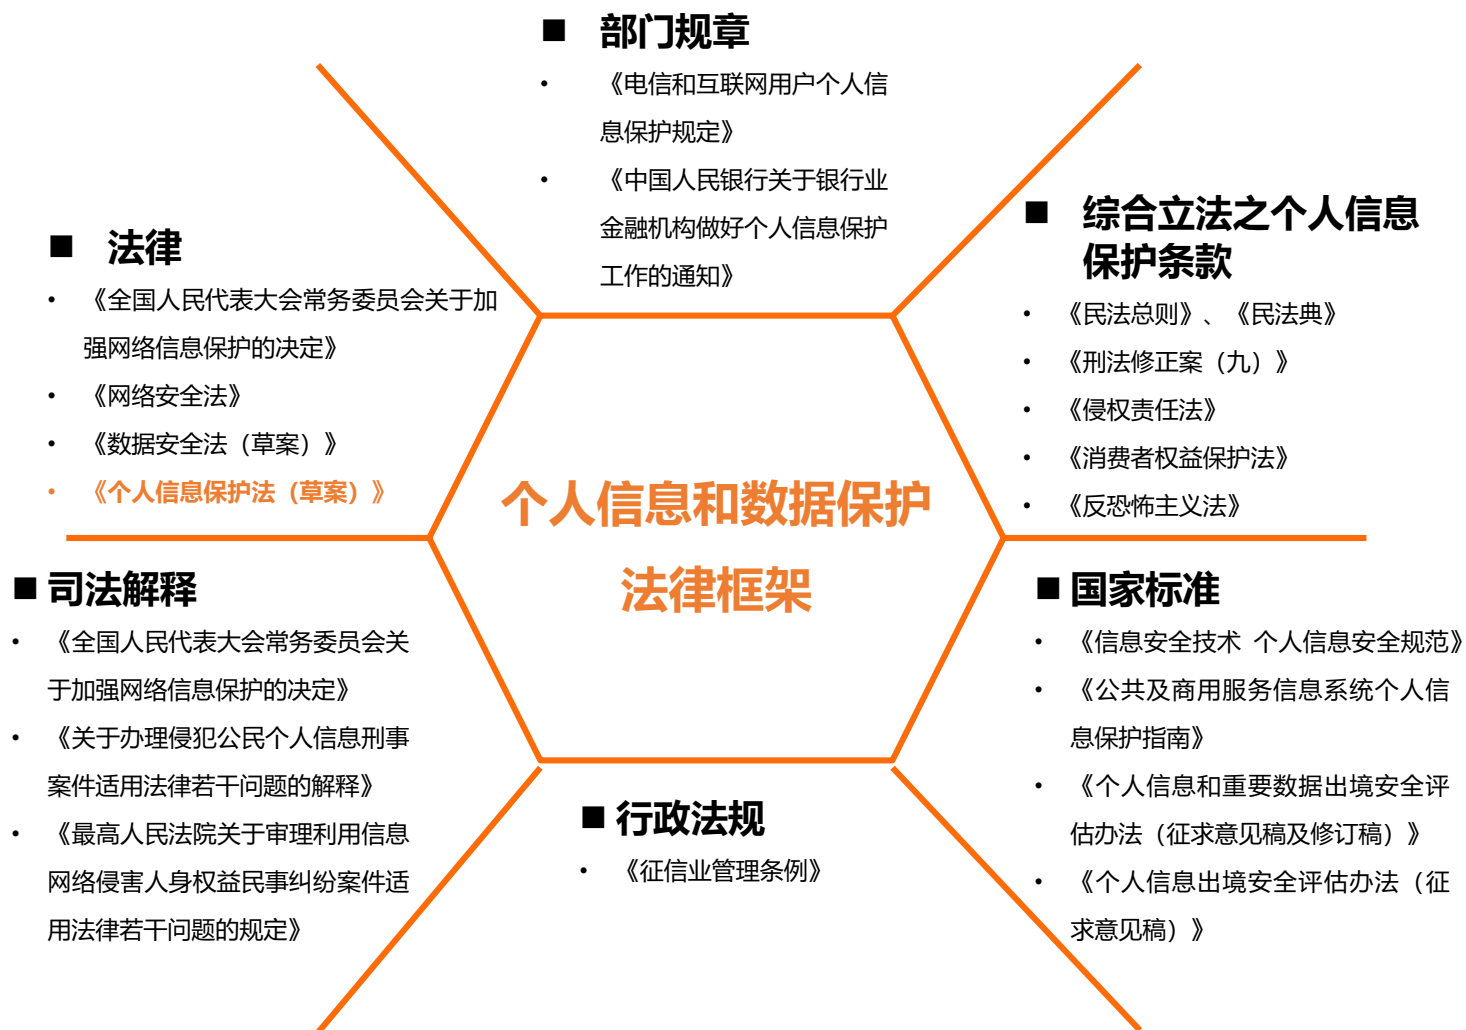 ■ 部门规章
• 《电信和互联网用户个人信
息保护规定》
• 《中国人民银行关于银行业
金融机构做好个人信息保护
工作的通知》
■ 法律
• 《全国人民代表大会常务委员会关于加
强网络信息保护的决定》
• 《网络安全法》
• 《数据安全法（草案）》
• 《个人信息保护法（草案）》
■ 综合立法之个人信息
保护条款
• 《民法总则》、《民法典》
• 《刑法修正案（九）》
• 《侵权责任法》
• 《消费者权益保护法》
• 《反恐怖主义法》
个人信息和数据保护
法律框架
■ 司法解释
• 《全国人民代表大会常务委员会关
于加强网络信息保护的决定》
• 《关于办理侵犯公民个人信息刑事
案件适用法律若干问题的解释》
• 《最高人民法院关于审理利用信息
网络侵害人身权益民事纠纷案件适
用法律若干问题的规定》
■ 国家标准
• 《信息安全技术 个人信息安全规范》
• 《公共及商用服务信息系统个人信
息保护指南》
• 《个人信息和重要数据出境安全评
估办法（征求意见稿及修订稿）》
• 《个人信息出境安全评估办法（征
求意见稿）》
■ 行政法规
• 《征信业管理条例》